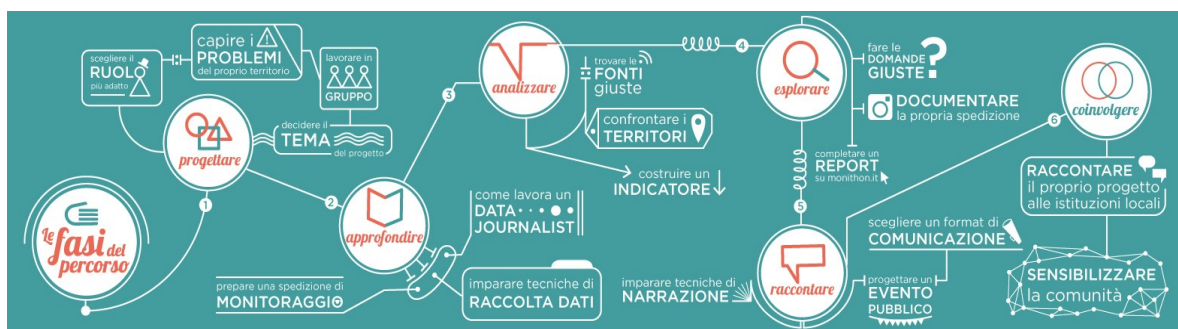 Le
fasi del
percorso
1
progettare
scegliere il
RUOLO
più adatto
capire i
PROBLEMI
del proprio territorio
lavorare in
GRUPPO
decidere il
TEMA
del progetto
2
approfondire
come lavora un
DATA
JOURNALIST
imparare tecniche di
RACCOLTA DATI
prepare una spedizione di
MONITORAGGIO
3
analizzare
trovare le
FONTI
giuste
confrontare i
TERRITORI
costruire un
INDICATORE
4
esplorare
fare le
DOMANDE
GIUSTE?
DOCUMENTARE
la propria spedizione
completare un
REPORT
su monithon.it
5
raccontare
imparare tecniche di
NARRAZIONE
scegliere un format di
COMUNICAZIONE
progettare un
EVENTO
PUBBLICO
6
coinvolgere
RACCONTARE
il proprio progetto
alle istituzioni locali
SENSIBILIZZARE
la comunità